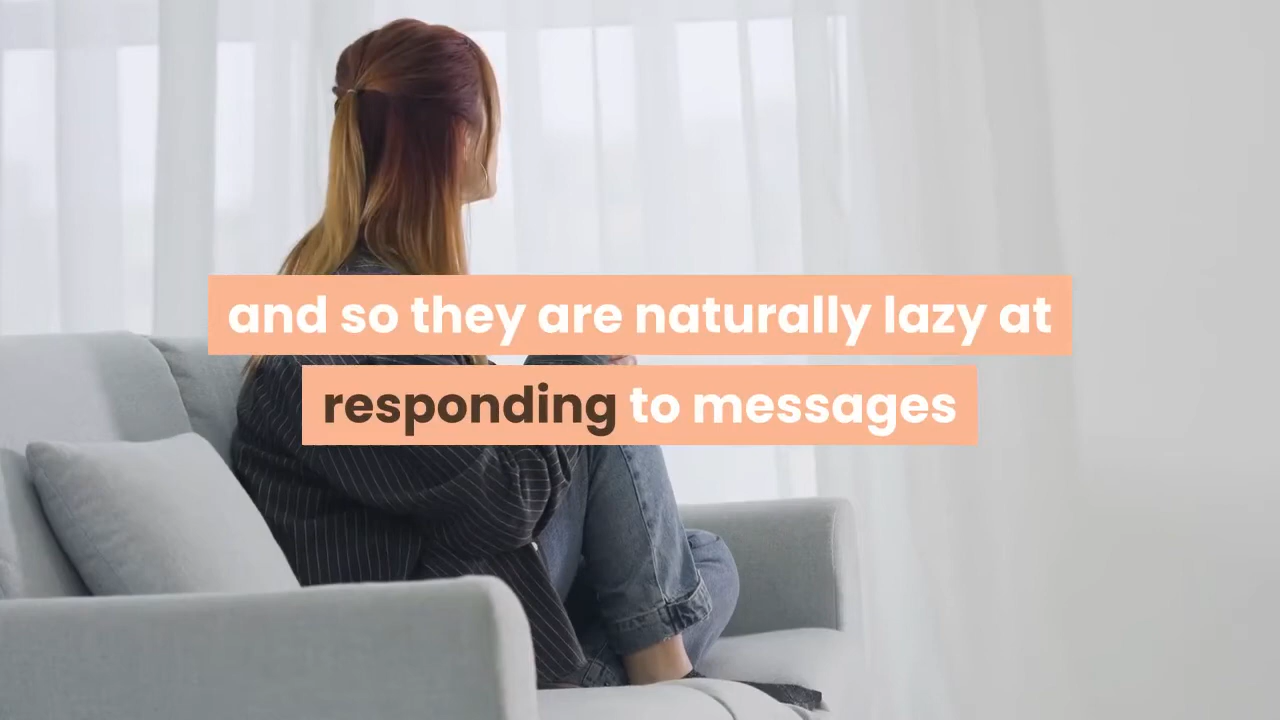 and so they are naturally lazy at
responding to messages